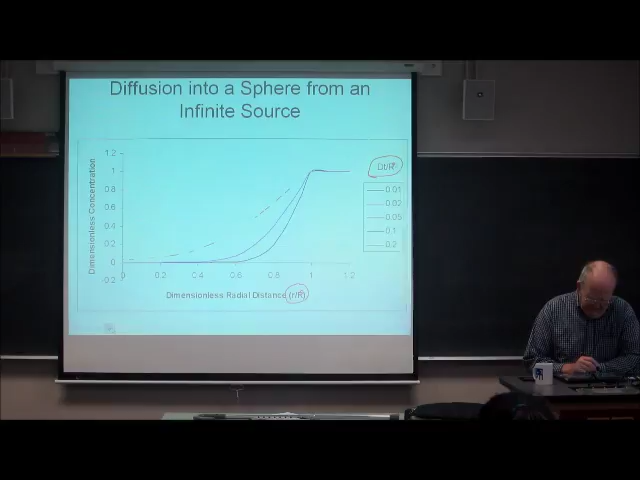 Diffusion into a Sphere from an
Infinite Source
1.2
1
0.8
0.6
0.4
0.2
0
-0.2
Dimensionless Concentration
0 0.2 0.4 0.6 0.8 1 1.2
Dimensionless Radial Distance (r/R)
Dt/R²
0.01
0.02
0.05
0.1
0.2